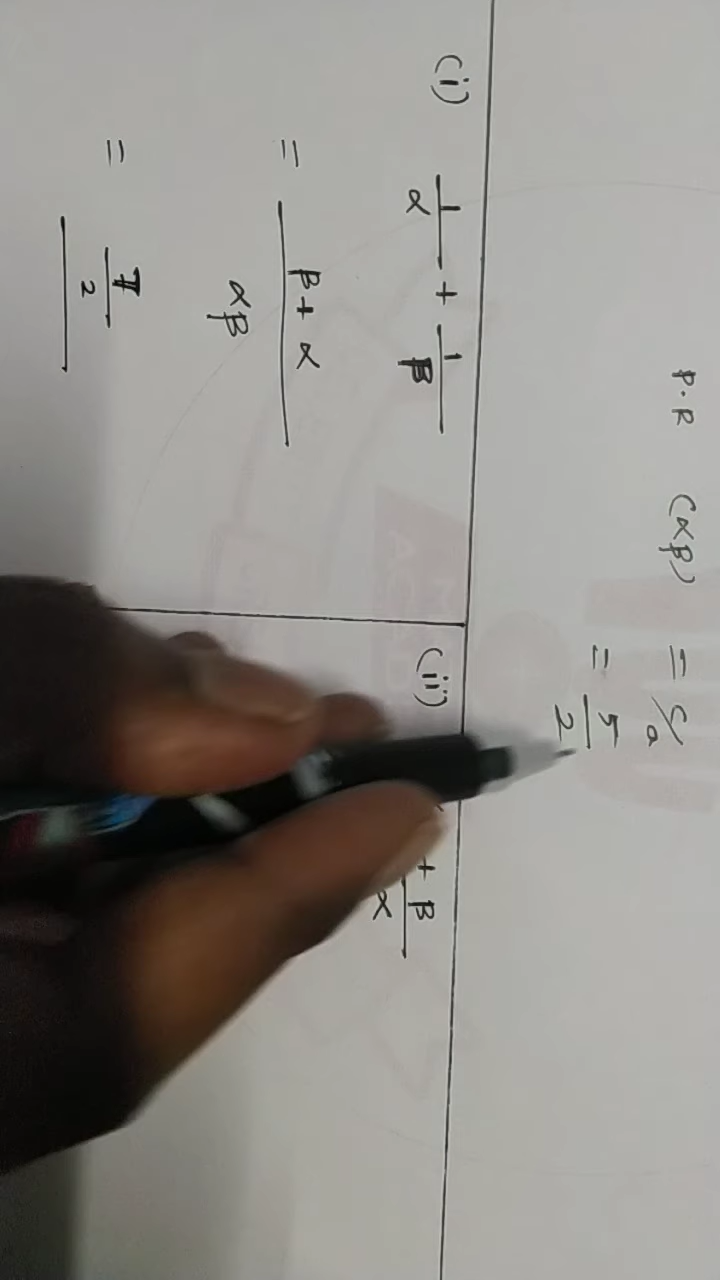 P.R (αβ) = c/a
= 5/2
(i) 1/α + 1/β
= β + α / αβ
= 7/2 /
(ii) + β/α